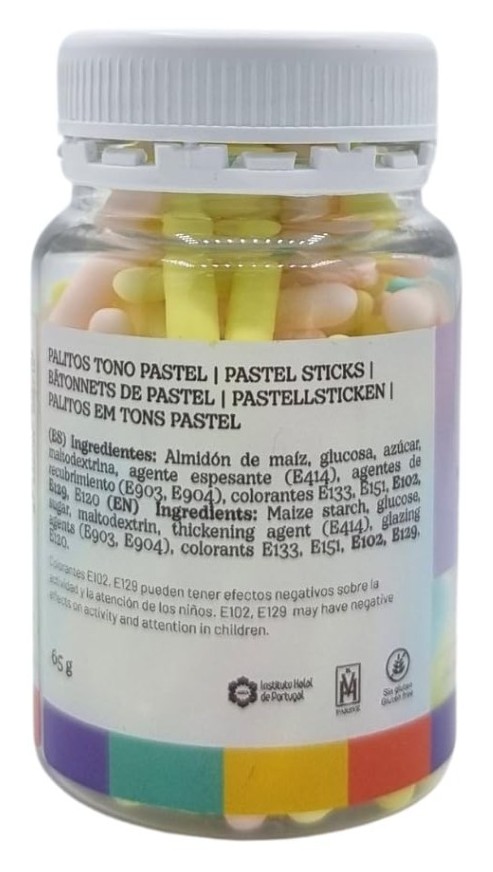 PALITOS TONO PASTEL | PASTEL STICKS |
BÂTONNETS DE PASTEL | PASTELLSTICKEN |
PALITOS EM TONS PASTEL
(ES) Ingredientes: Almidón de maíz, glucosa, azúcar,
maltodextrina, agente espesante (E414), agentes de
recubrimiento (E903, E904), colorantes E133, E151, E102,
E129, E120 (EN) Ingredients: Maize starch, glucose,
sugar, maltodextrin, thickening agent (E414), glazing
agents (E903, E904), colorants E133, E151, E102, E129,
E120.
Colorantes E102, E129 pueden tener efectos negativos sobre la
actividad y la atención de los niños. E102, E129 may have negative
effects on activity and attention in children.
65 g
Instituto Halal
de Portugal
PARVE
Sin gluten
Gluten free